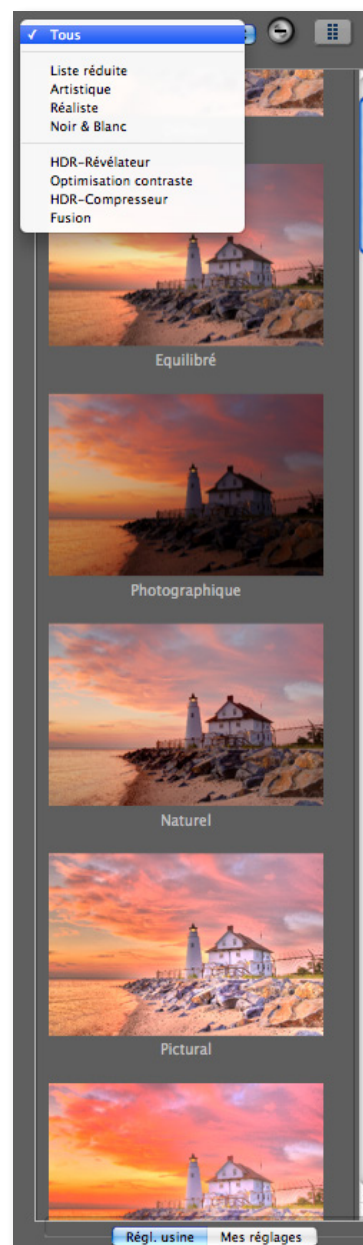 ✓ Tous
Liste réduite
Artistique
Réaliste
Noir & Blanc
HDR-Révélateur
Optimisation contraste
HDR-Compresseur
Fusion
Equilibré
Photographique
Naturel
Pictural
Régl. usine
Mes réglages